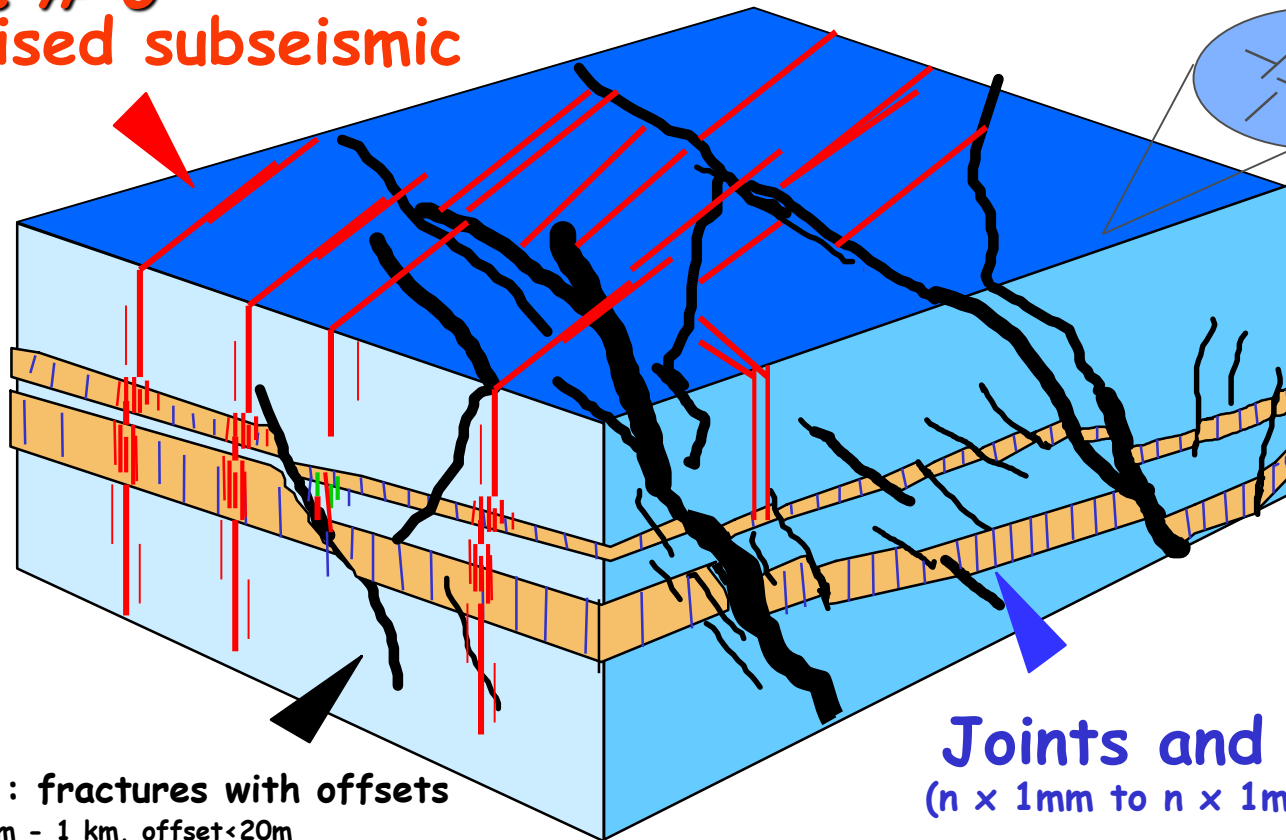 ised subseismic
: fractures with offsets
m - 1 km, offset<20m
Joints and
(n x 1mm to n x 1m